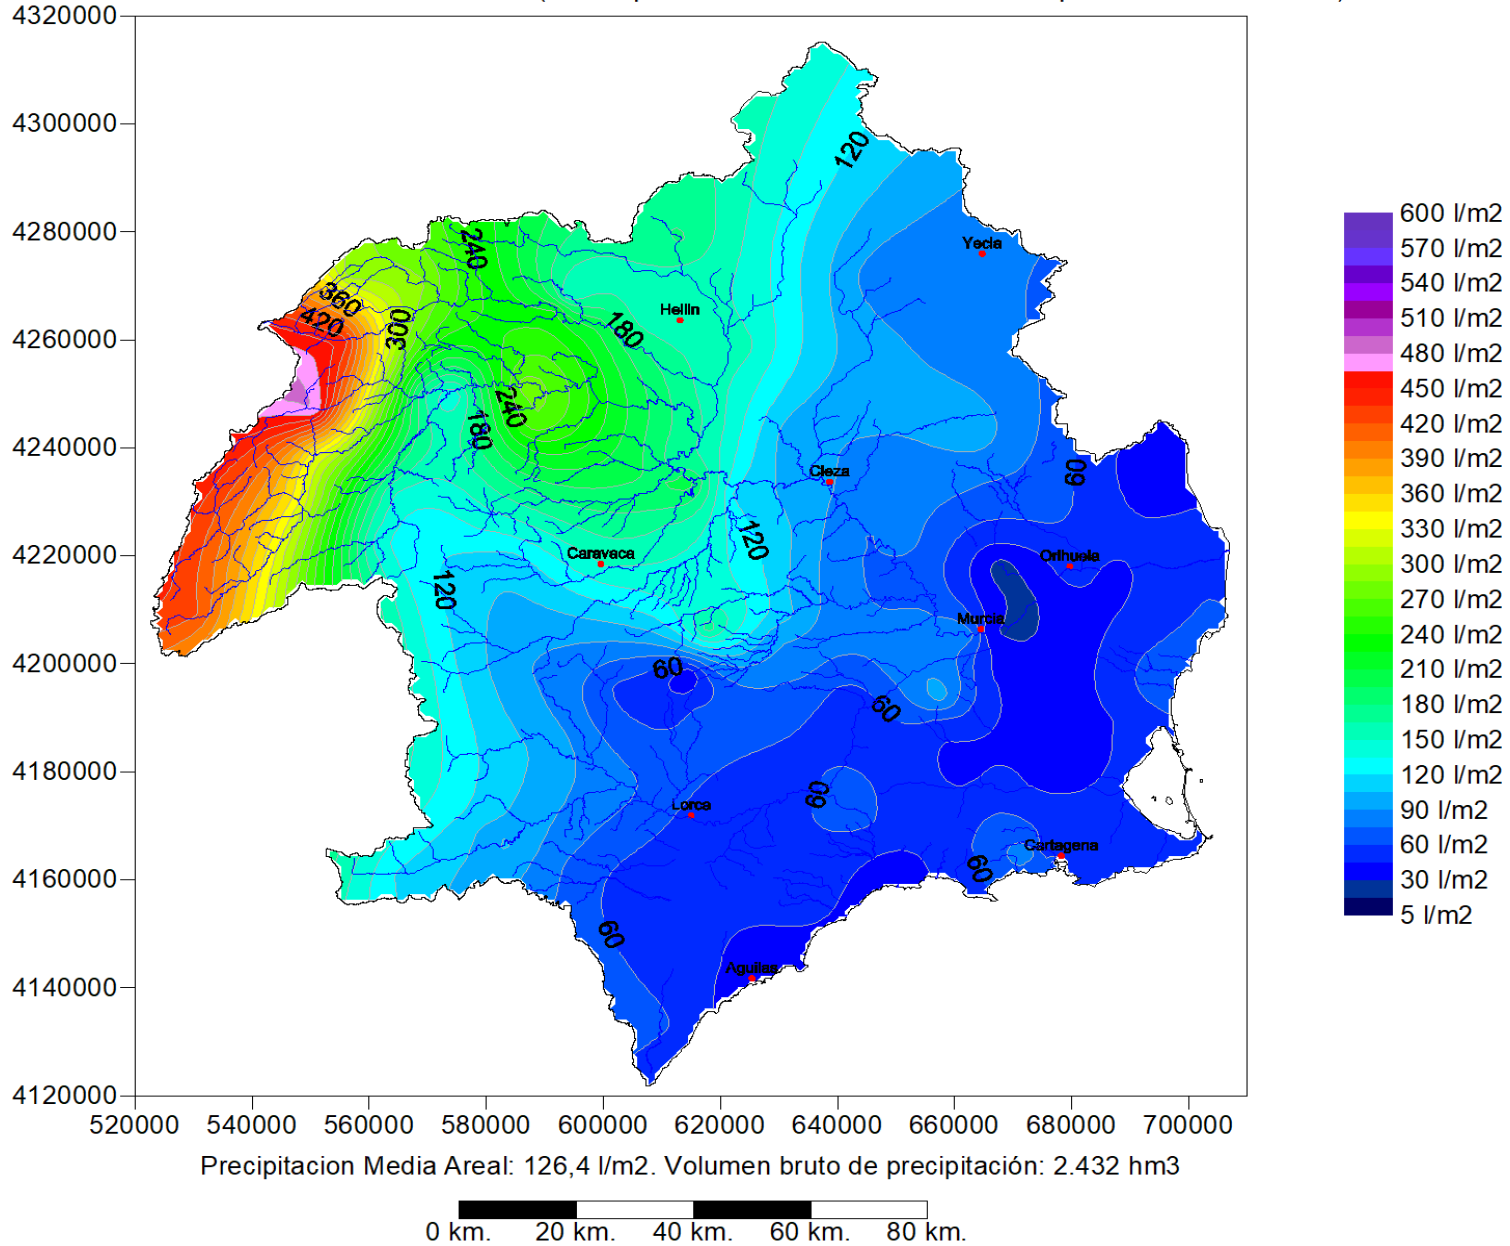 4320000
4300000
120
Yecla
600 l/m2
4280000
240
570 l/m2
540 l/m2
360
Hellin
510 l/m2
420
300
180
4260000
480 l/m2
450 l/m2
240
180
420 l/m2
4240000
Cieza
60
390 l/m2
360 l/m2
120
330 l/m2
4220000
Caravaca
Orihuela
300 l/m2
120
270 l/m2
Murcia
240 l/m2
4200000
60
210 l/m2
60
180 l/m2
150 l/m2
4180000
60
120 l/m2
Lorca
90 l/m2
Cartagena
60 l/m2
4160000
60
30 l/m2
60
5 l/m2
Aguilas
4140000
4120000
520000 540000 560000 580000 600000 620000 640000 660000 680000 700000
Precipitacion Media Areal: 126,4 l/m2. Volumen bruto de precipitación: 2.432 hm3
0 km. 20 km. 40 km. 60 km. 80 km.